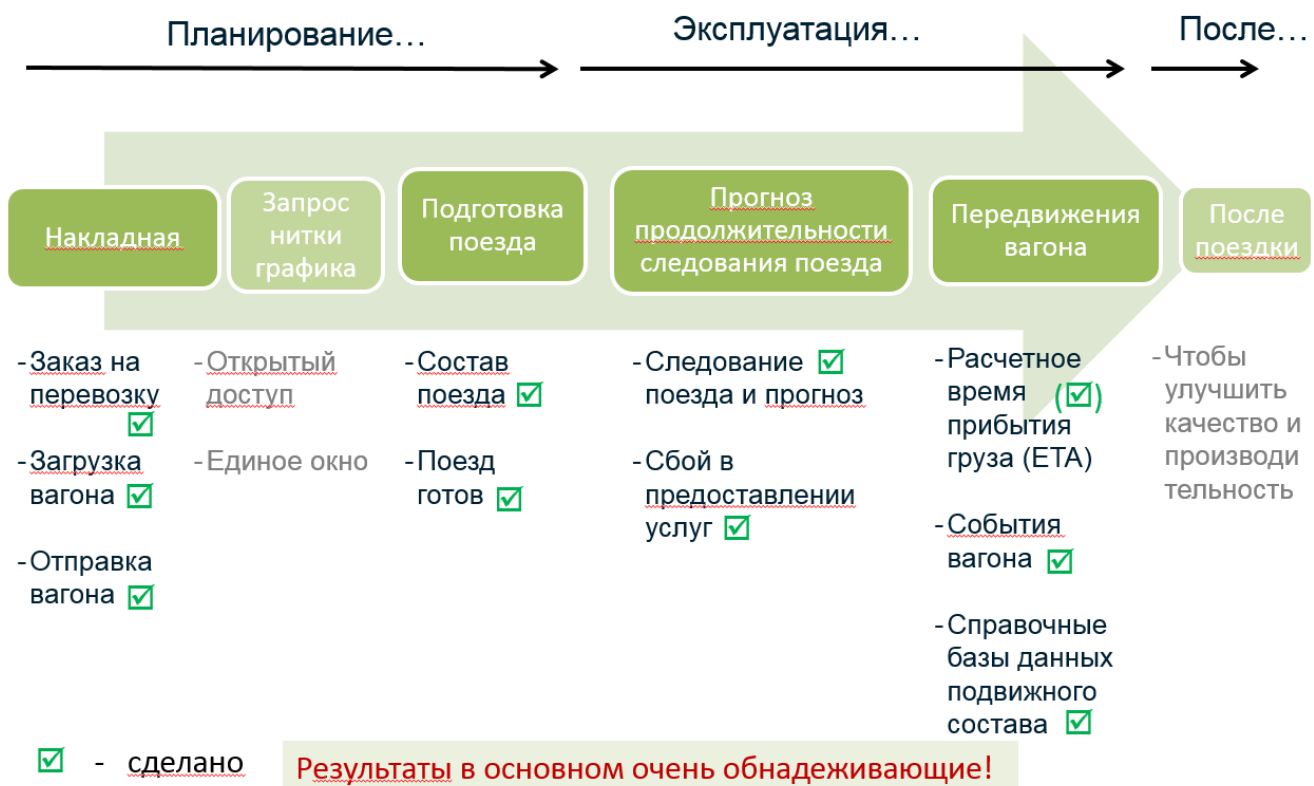 Планирование…
Эксплуатация…
После…
Накладная
Запрос
нитки
графика
Подготовка
поезда
Прогноз
продолжительности
следования поезда
Передвижения
вагона
После
поездки
-Заказ на
перевозку
-Загрузка
вагона
-Отправка
вагона
-Открытый
доступ
-Единое окно
-Состав
поезда
-Поезд
готов
-Следование
поезда и прогноз
-Сбой в
предоставлении
услуг
-Расчетное
время ( )
прибытия
груза (ETA)
-События
вагона
-Справочные
базы данных
подвижного
состава
-Чтобы
улучшить
качество и
производи
тельность
- сделано
Результаты в основном очень обнадеживающие!